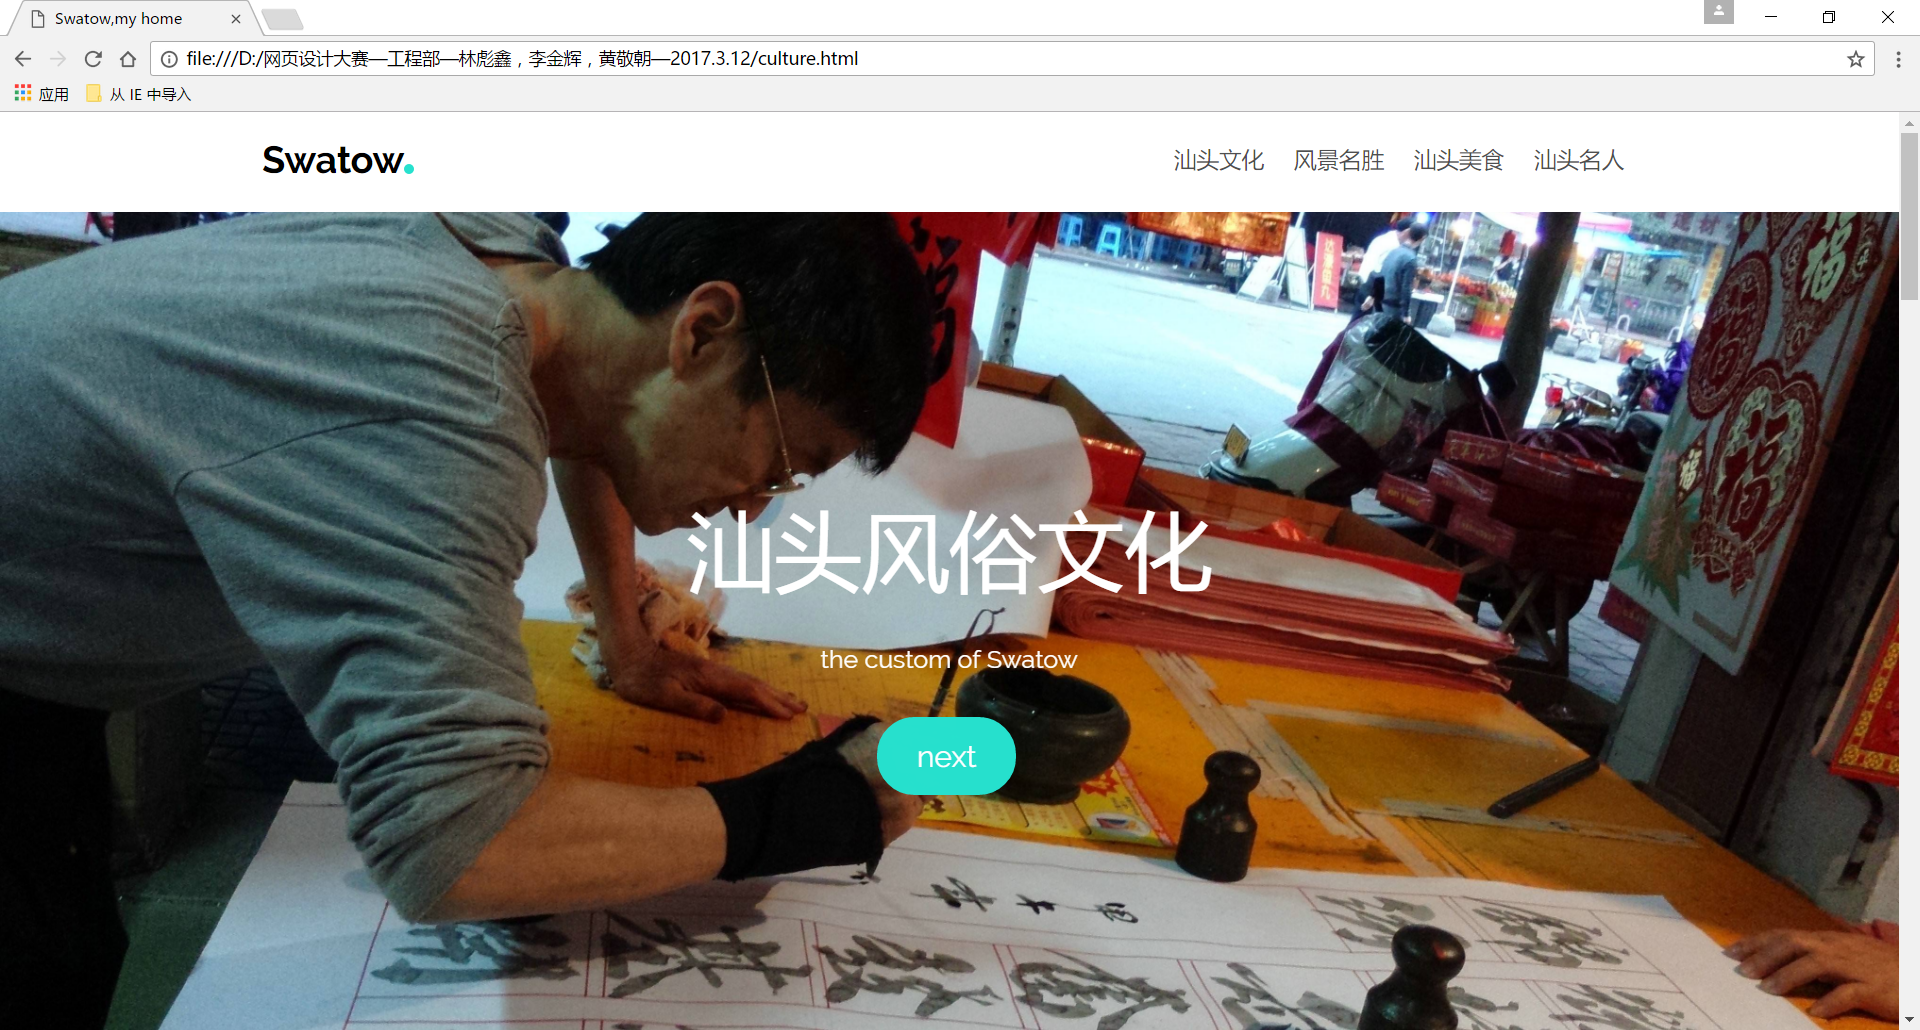 Swatow,my home
file:///D:/网页设计大赛—工程部—林彪鑫，李金辉，黄敬朝—2017.3.12/culture.html
应用 从 IE 中导入
Swatow. 汕头文化 风景名胜 汕头美食 汕头名人
福
福
福
汕头风俗文化
the custom of Swatow
next